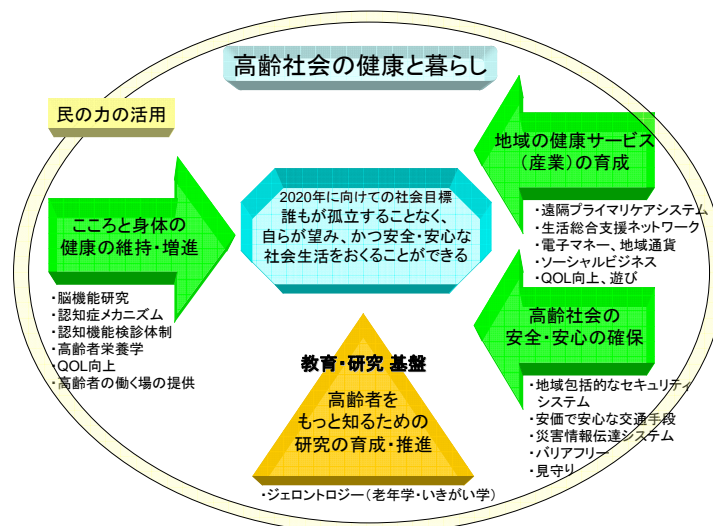 高齢社会の健康と暮らし
民の力の活用
こころと身体の
健康の維持・増進
・脳機能研究
・認知症メカニズム
・認知機能検診体制
・高齢者栄養学
・QOL向上
・高齢者の働く場の提供
2020年に向けての社会目標
誰もが孤立することなく、
自らが望み、かつ安全・安心な
社会生活をおくることができる
地域の健康サービス
（産業）の育成
・遠隔プライマリケアシステム
・生活総合支援ネットワーク
・電子マネー、地域通貨
・ソーシャルビジネス
・QOL向上、遊び
高齢社会の
安全・安心の確保
・地域包括的なセキュリティ
システム
・安価で安心な交通手段
・災害情報伝達システム
・バリアフリー
・見守り
教育・研究 基盤
高齢者を
もっと知るための
研究の育成・推進
・ジェロントロジー（老年学・いきがい学）